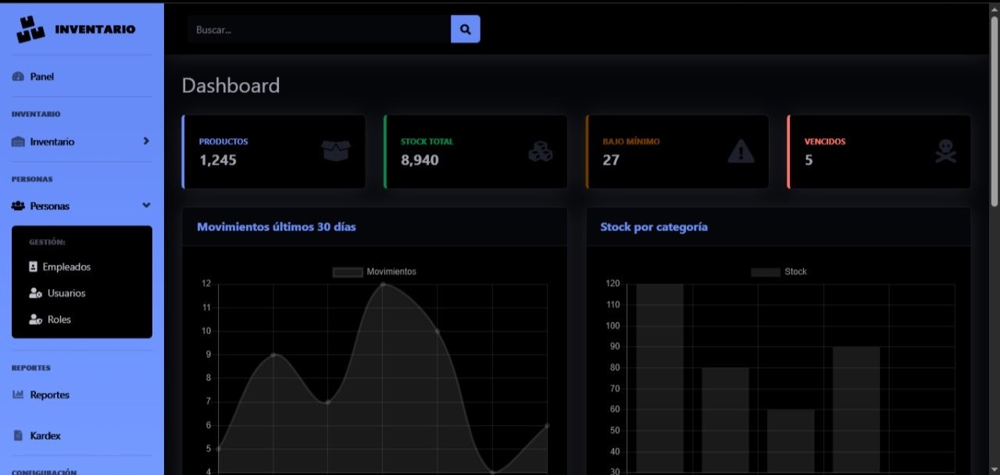 INVENTARIO
Buscar...
Panel
INVENTARIO
Inventario
PERSONAS
Personas
GESTIÓN:
Empleados
Usuarios
Roles
REPORTES
Reportes
Kardex
CONFIGURACIÓN
Dashboard
PRODUCTOS
1,245
STOCK TOTAL
8,940
BAJO MÍNIMO
27
VENCIDOS
5
Movimientos últimos 30 días
Movimientos
12
11
10
9
8
7
6
5
4
Stock por categoría
Stock
120
110
100
90
80
70
60
50
40
30